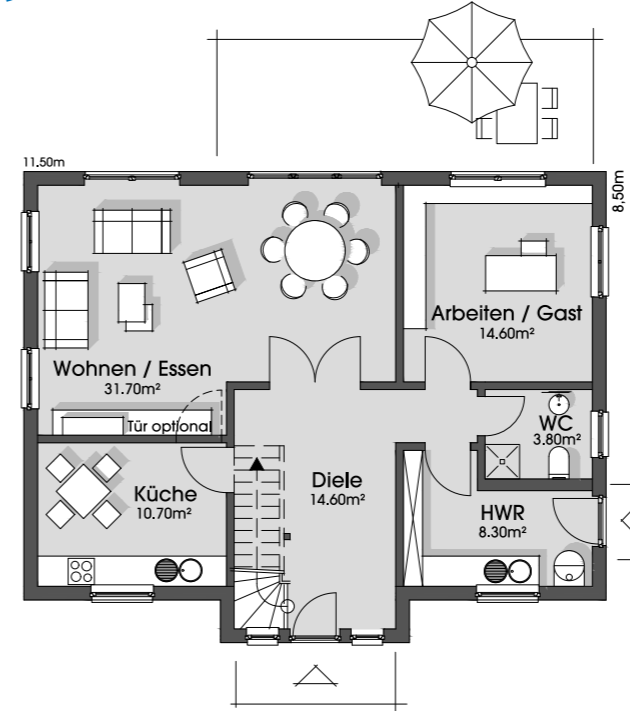 11.50m
8,50m
Arbeiten / Gast
14.60m²
Wohnen / Essen
31.70m²
Tür optional
WC
3.80m²
Küche
10.70m²
Diele
14.60m²
HWR
8.30m²